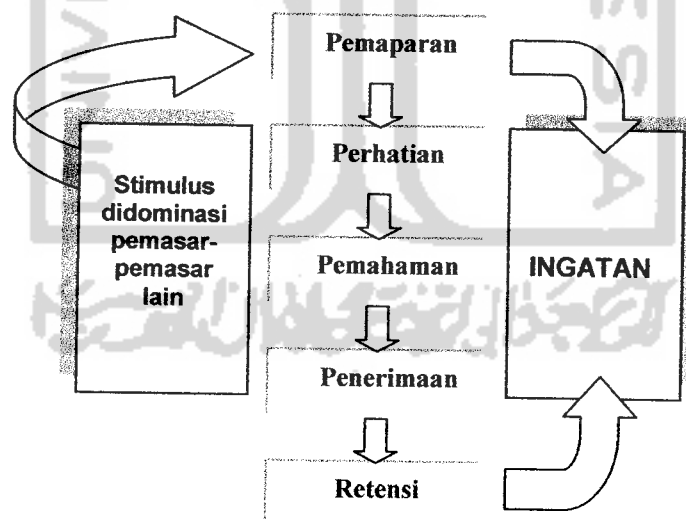 Pemaparan
Perhatian
Stimulus
didominasi
pemasar-
pemasar
lain
Pemahaman
INGATAN
Penerimaan
Retensi